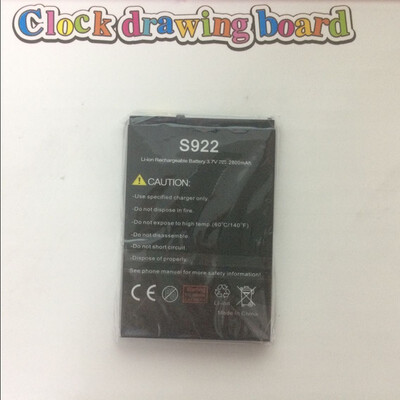 Clock drawing board
S922
Li-Ion Rechargeable Battery 3.7V
CAUTION:
-Use specified charger only.
-Do not dispose in fire.
-Do not expose to high temp. (60°C/140°F)
-Do not disassemble.
-Do not short circuit.
-Dispose of properly.
See phone manual for more safety information.
CE
Li-ion
Made in China